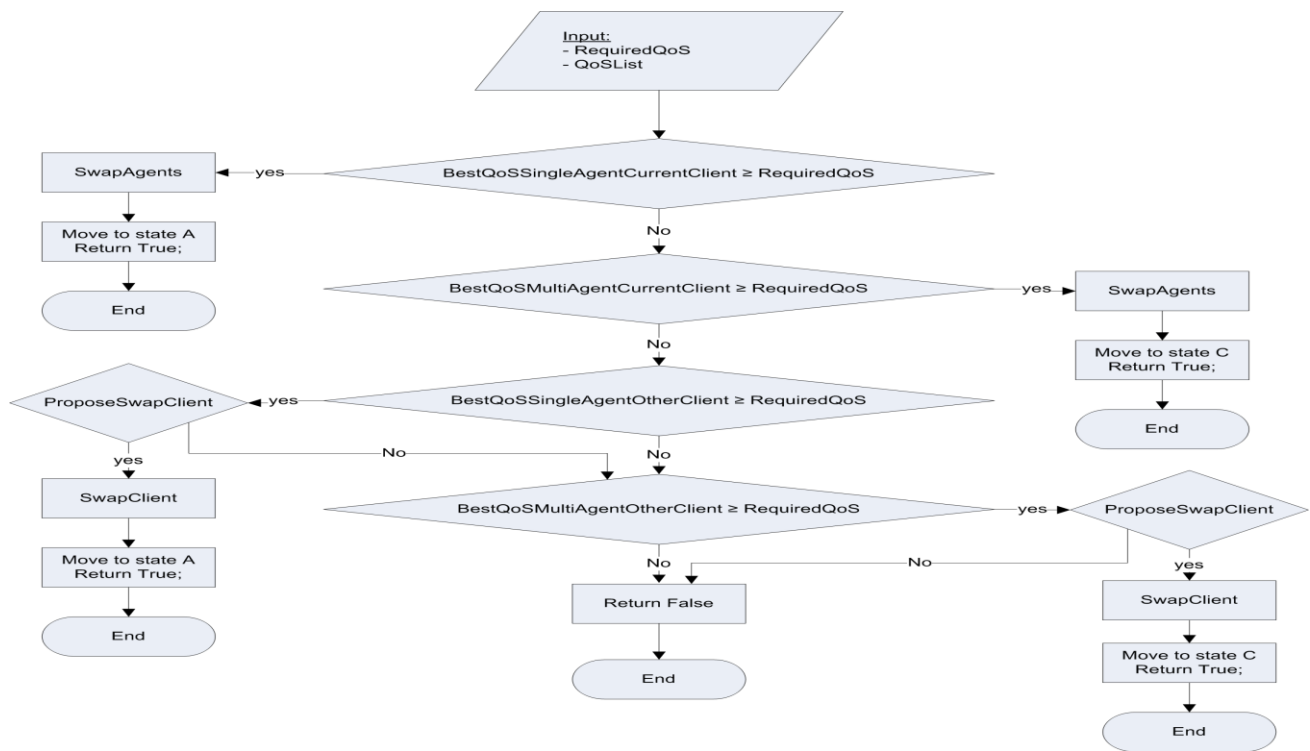 Input:
- RequiredQoS
- QoSList
SwapAgents
yes
BestQoSSingleAgentCurrentClient ≥ RequiredQoS
Move to state A
Return True;
No
End
BestQoSMultiAgentCurrentClient ≥ RequiredQoS
yes
SwapAgents
No
Move to state C
Return True;
ProposeSwapClient
yes
BestQoSSingleAgentOtherClient ≥ RequiredQoS
End
yes
No
No
SwapClient
BestQoSMultiAgentOtherClient ≥ RequiredQoS
yes
ProposeSwapClient
Move to state A
Return True;
No
No
yes
Return False
SwapClient
End
End
Move to state C
Return True;
End